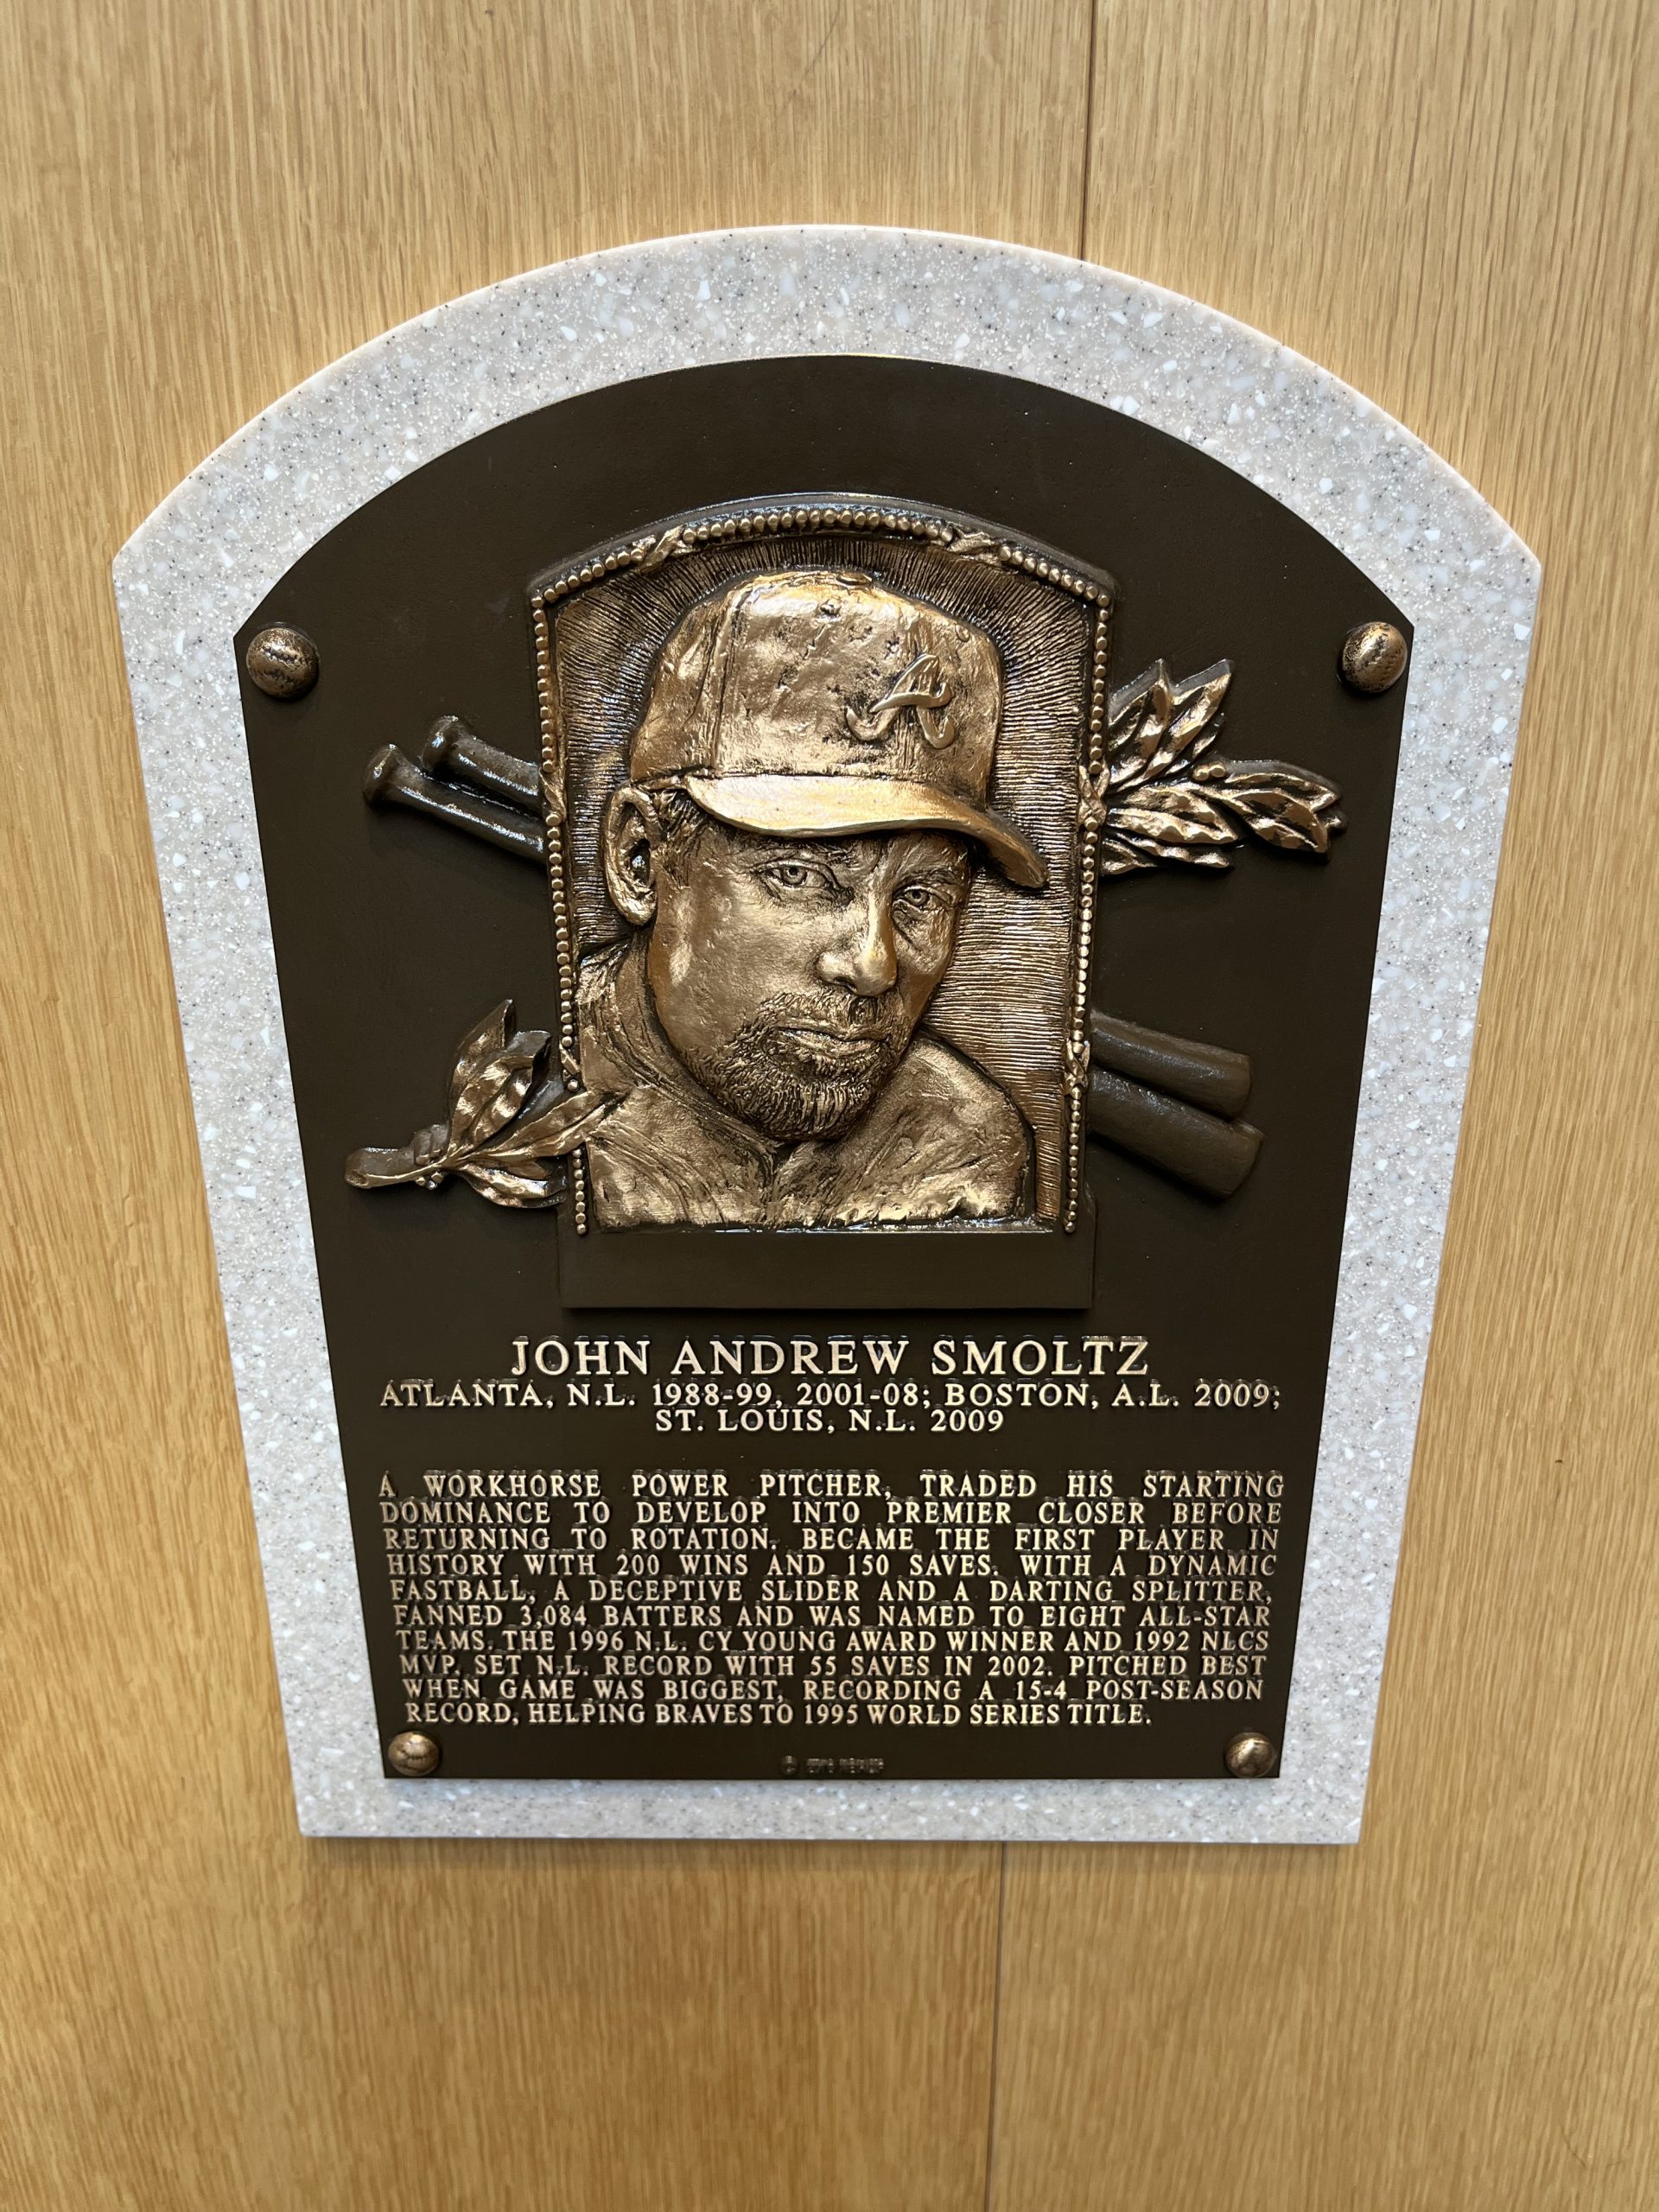 A
JOHN ANDREW SMOLTZ
ATLANTA, N.L. 1988-99, 2001-08; BOSTON, A.L. 2009;
ST. LOUIS, N.L. 2009
A WORKHORSE POWER PITCHER, TRADED HIS STARTING
DOMINANCE TO DEVELOP INTO PREMIER CLOSER BEFORE
RETURNING TO ROTATION. BECAME THE FIRST PLAYER IN
HISTORY WITH 200 WINS AND 150 SAVES. WITH A DYNAMIC
FASTBALL, A DECEPTIVE SLIDER AND A DARTING SPLITTER,
FANNED 3,084 BATTERS AND WAS NAMED TO EIGHT ALL-STAR
TEAMS. THE 1996 N.L. CY YOUNG AWARD WINNER AND 1992 NLCS
MVP, SET N.L. RECORD WITH 55 SAVES IN 2002. PITCHED BEST
WHEN GAME WAS BIGGEST, RECORDING A 15-4 POST-SEASON
RECORD, HELPING BRAVES TO 1995 WORLD SERIES TITLE.